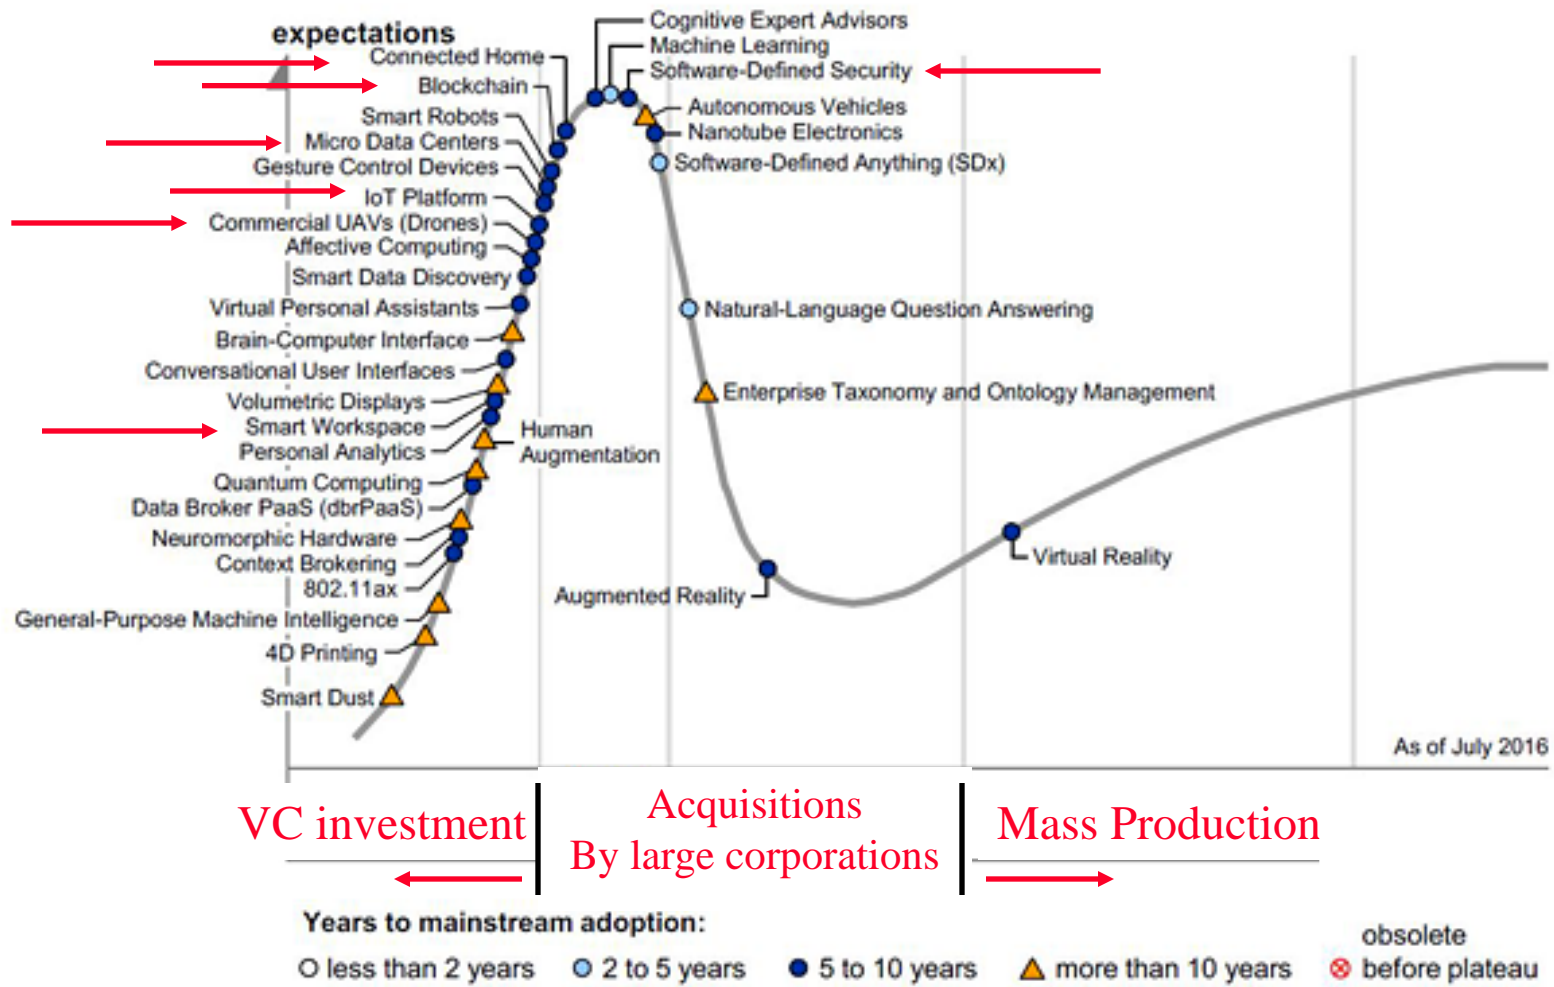 expectations
Connected Home
Blockchain
Smart Robots
Micro Data Centers
Gesture Control Devices
IoT Platform
Commercial UAVs (Drones)
Affective Computing
Smart Data Discovery
Virtual Personal Assistants
Brain-Computer Interface
Conversational User Interfaces
Volumetric Displays
Smart Workspace
Personal Analytics
Quantum Computing
Data Broker PaaS (dbrPaaS)
Neuromorphic Hardware
Context Brokering
802.11ax
General-Purpose Machine Intelligence
4D Printing
Smart Dust
Human
Augmentation
Cognitive Expert Advisors
Machine Learning
Software-Defined Security
Autonomous Vehicles
Nanotube Electronics
Software-Defined Anything (SDx)
Natural-Language Question Answering
Enterprise Taxonomy and Ontology Management
Augmented Reality
Virtual Reality
As of July 2016
VC investment
Acquisitions
By large corporations
Mass Production
Years to mainstream adoption:
less than 2 years
2 to 5 years
5 to 10 years
more than 10 years
obsolete
before plateau